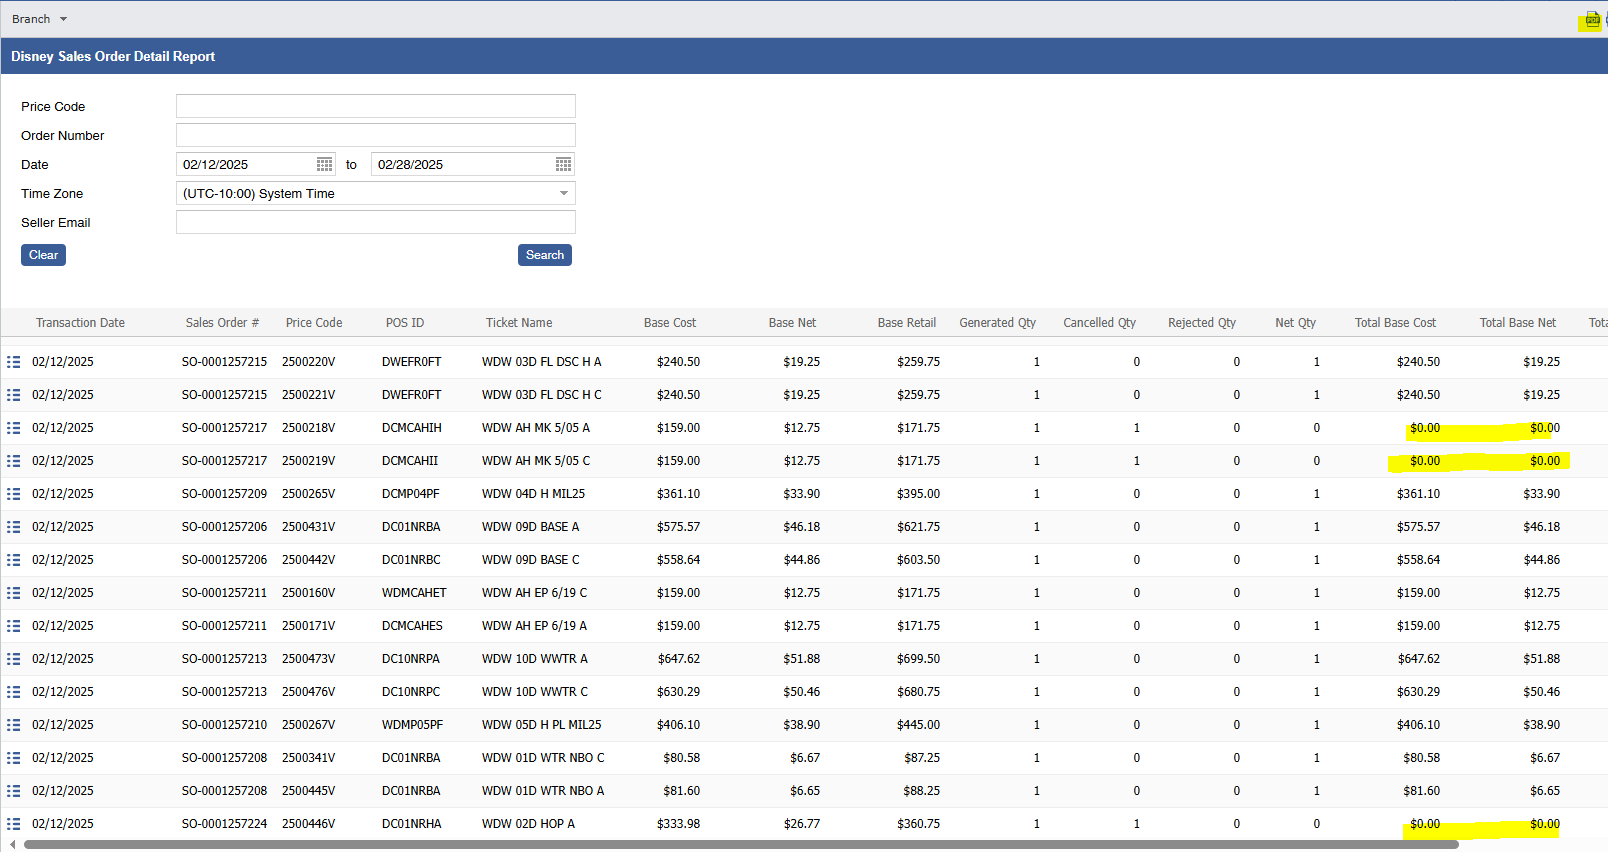 Branch
Disney Sales Order Detail Report
Price Code
Order Number
Date 02/12/2025 to 02/28/2025
Time Zone (UTC-10:00) System Time
Seller Email
Clear Search
Transaction Date Sales Order # Price Code POS ID Ticket Name Base Cost Base Net Base Retail Generated Qty Cancelled Qty Rejected Qty Net Qty Total Base Cost Total Base Net Tota
02/12/2025 SO-0001257215 2500220V DWEFR0FT WDW 03D FL DSC H A $240.50 $19.25 $259.75 1 0 0 1 $240.50 $19.25
02/12/2025 SO-0001257215 2500221V DWEFR0FT WDW 03D FL DSC H C $240.50 $19.25 $259.75 1 0 0 1 $240.50 $19.25
02/12/2025 SO-0001257217 2500218V DCMCAHIH WDW AH MK 5/05 A $159.00 $12.75 $171.75 1 1 0 0 $0.00 $0.00
02/12/2025 SO-0001257217 2500219V DCMCAHII WDW AH MK 5/05 C $159.00 $12.75 $171.75 1 1 0 0 $0.00 $0.00
02/12/2025 SO-0001257209 2500265V DCMP04PF WDW 04D H MIL25 $361.10 $33.90 $395.00 1 0 0 1 $361.10 $33.90
02/12/2025 SO-0001257206 2500431V DC01NRBA WDW 09D BASE A $575.57 $46.18 $621.75 1 0 0 1 $575.57 $46.18
02/12/2025 SO-0001257206 2500442V DC01NRBC WDW 09D BASE C $558.64 $44.86 $603.50 1 0 0 1 $558.64 $44.86
02/12/2025 SO-0001257211 2500160V WDMCAHET WDW AH EP 6/19 C $159.00 $12.75 $171.75 1 0 0 1 $159.00 $12.75
02/12/2025 SO-0001257211 2500171V DCMCAHES WDW AH EP 6/19 A $159.00 $12.75 $171.75 1 0 0 1 $159.00 $12.75
02/12/2025 SO-0001257213 2500473V DC10NRPA WDW 10D WWTR A $647.62 $51.88 $699.50 1 0 0 1 $647.62 $51.88
02/12/2025 SO-0001257213 2500476V DC10NRPC WDW 10D WWTR C $630.29 $50.46 $680.75 1 0 0 1 $630.29 $50.46
02/12/2025 SO-0001257210 2500267V WDMP05PF WDW 05D H PL MIL25 $406.10 $38.90 $445.00 1 0 0 1 $406.10 $38.90
02/12/2025 SO-0001257208 2500341V DC01NRBA WDW 01D WTR NBO C $80.58 $6.67 $87.25 1 0 0 1 $80.58 $6.67
02/12/2025 SO-0001257208 2500445V DC01NRBA WDW 01D WTR NBO A $81.60 $6.65 $88.25 1 0 0 1 $81.60 $6.65
02/12/2025 SO-0001257224 2500446V DC01NRHA WDW 02D HOP A $333.98 $26.77 $360.75 1 1 0 0 $0.00 $0.00